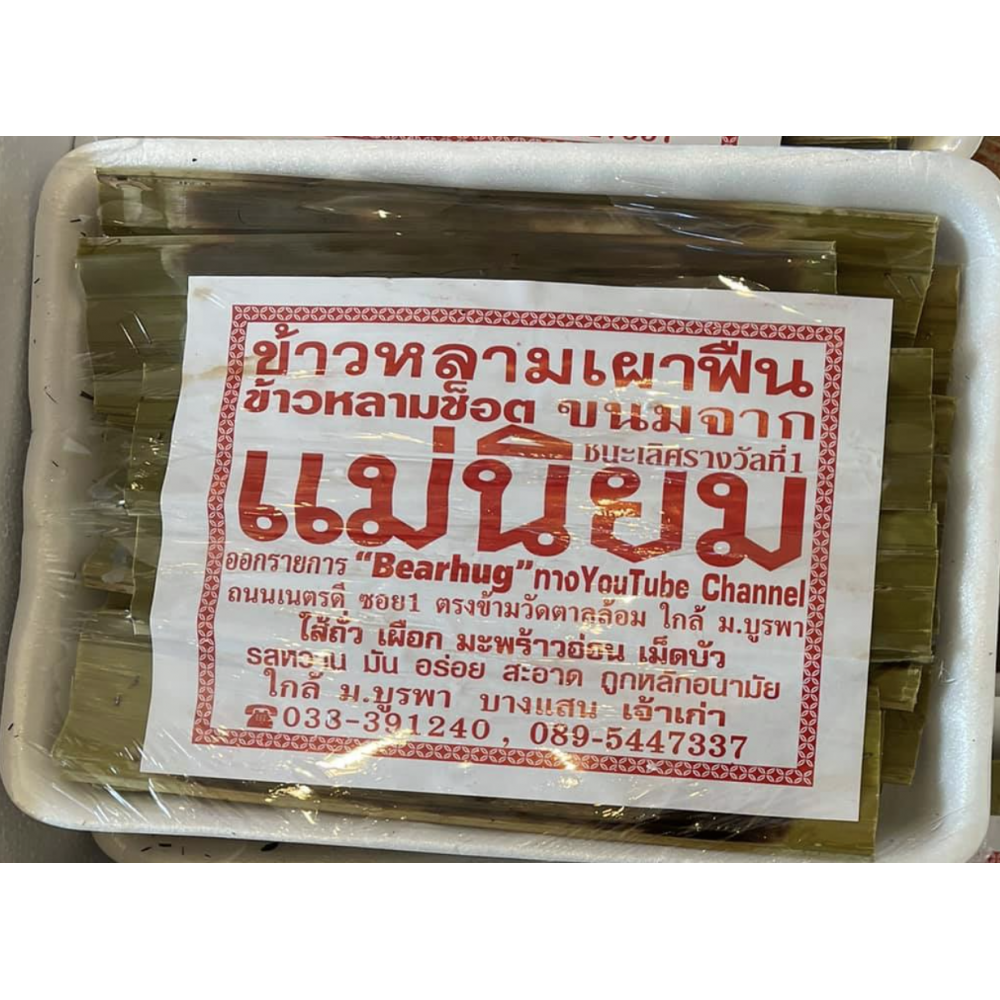 ข้าวหลามเผาฟืน
ข้าวหลามช็อต ขนมจาก
ชนะเลิศรางวัลที่1
แม่นิยม
ออกรายการ "Bearhug" ทาง YouTube Channel
ถนนเนตรดี ซอย1 ตรงข้ามวัดตาลล้อม ใกล้ ม.บูรพา
ไส้ถั่ว เผือก มะพร้าวอ่อน เม็ดบัว
รสหวาน มัน อร่อย สะอาด ถูกหลักอนามัย
ใกล้ ม.บูรพา บางแสน เจ้าเก่า
☎033-391240 , 089-5447337